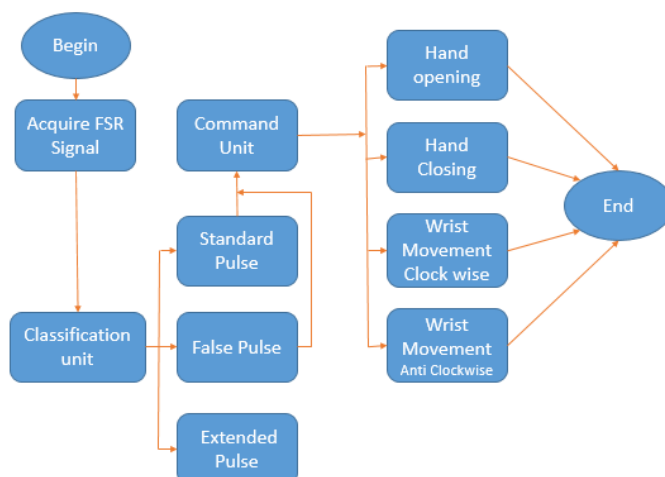 Begin
Acquire FSR
Signal
Classification
unit
Command
Unit
Standard
Pulse
False Pulse
Extended
Pulse
Hand
opening
Hand
Closing
Wrist
Movement
Clock wise
Wrist
Movement
Anti Clockwise
End